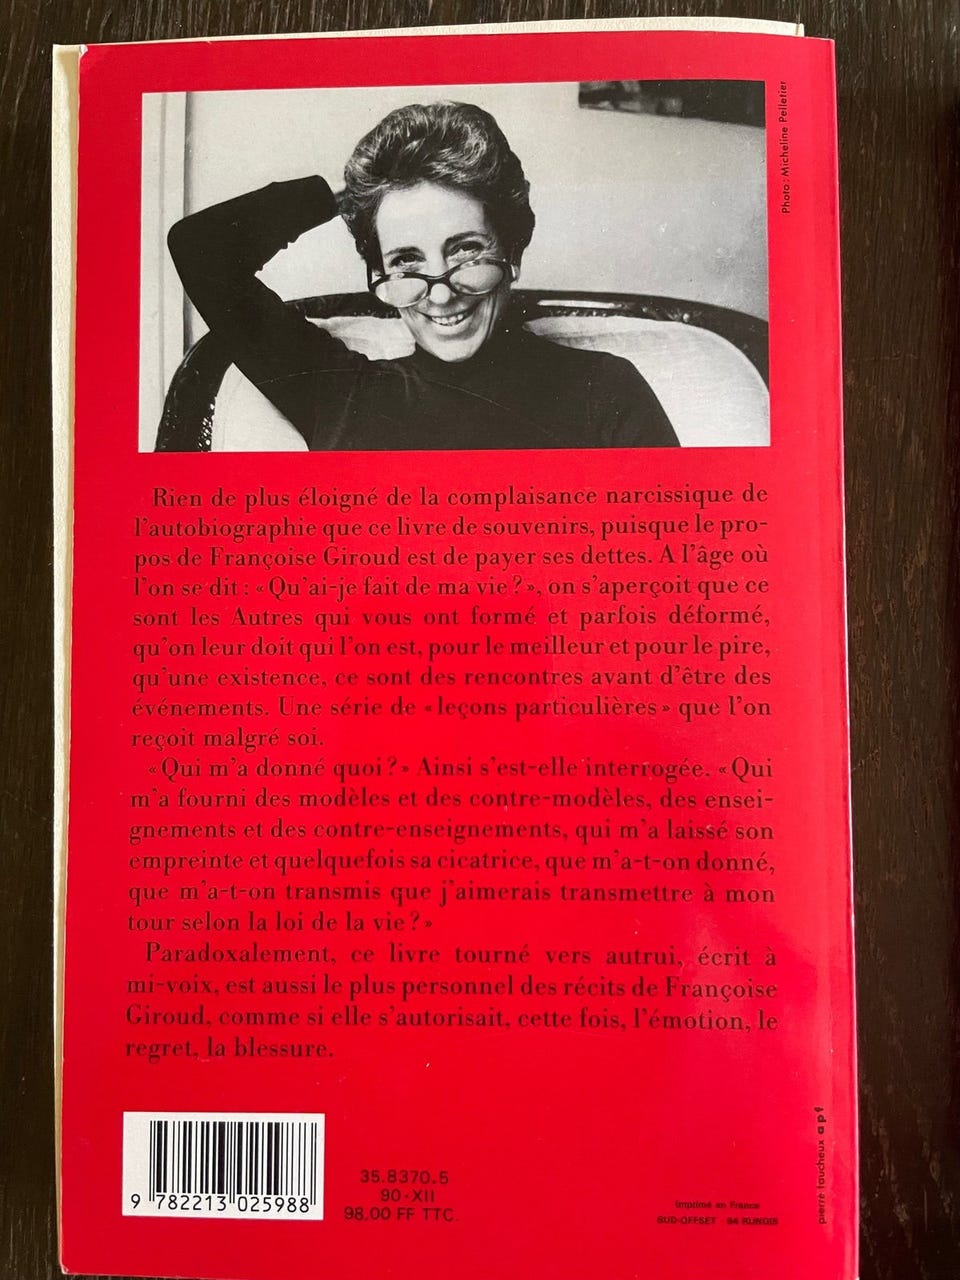 Photo : Micheline Pelletier
Rien de plus éloigné de la complaisance narcissique de
l'autobiographie que ce livre de souvenirs, puisque le pro-
pos de Françoise Giroud est de payer ses dettes. A l'âge où
l'on se dit : « Qu'ai-je fait de ma vie ? », on s'aperçoit que ce
sont les Autres qui vous ont formé et parfois déformé,
qu'on leur doit qui l'on est, pour le meilleur et pour le pire,
qu'une existence, ce sont des rencontres avant d'être des
événements. Une série de « leçons particulières » que l'on
reçoit malgré soi.
« Qui m'a donné quoi ? » Ainsi s'est-elle interrogée. « Qui
m'a fourni des modèles et des contre-modèles, des ensei-
gnements et des contre-enseignements, qui m'a laissé son
empreinte et quelquefois sa cicatrice, que m'a-t-on donné,
que m'a-t-on transmis que j'aimerais transmettre à mon
tour selon la loi de la vie ? »
Paradoxalement, ce livre tourné vers autrui, écrit à
mi-voix, est aussi le plus personnel des récits de Françoise
Giroud, comme si elle s'autorisait, cette fois, l'émotion, le
regret, la blessure.
9 782213 025988
35.8370.5
90-XII
98,00 FF TTC.
Imprimé en France
SUD-OFFSET 94 RUNGIS
pierre faucheux apf